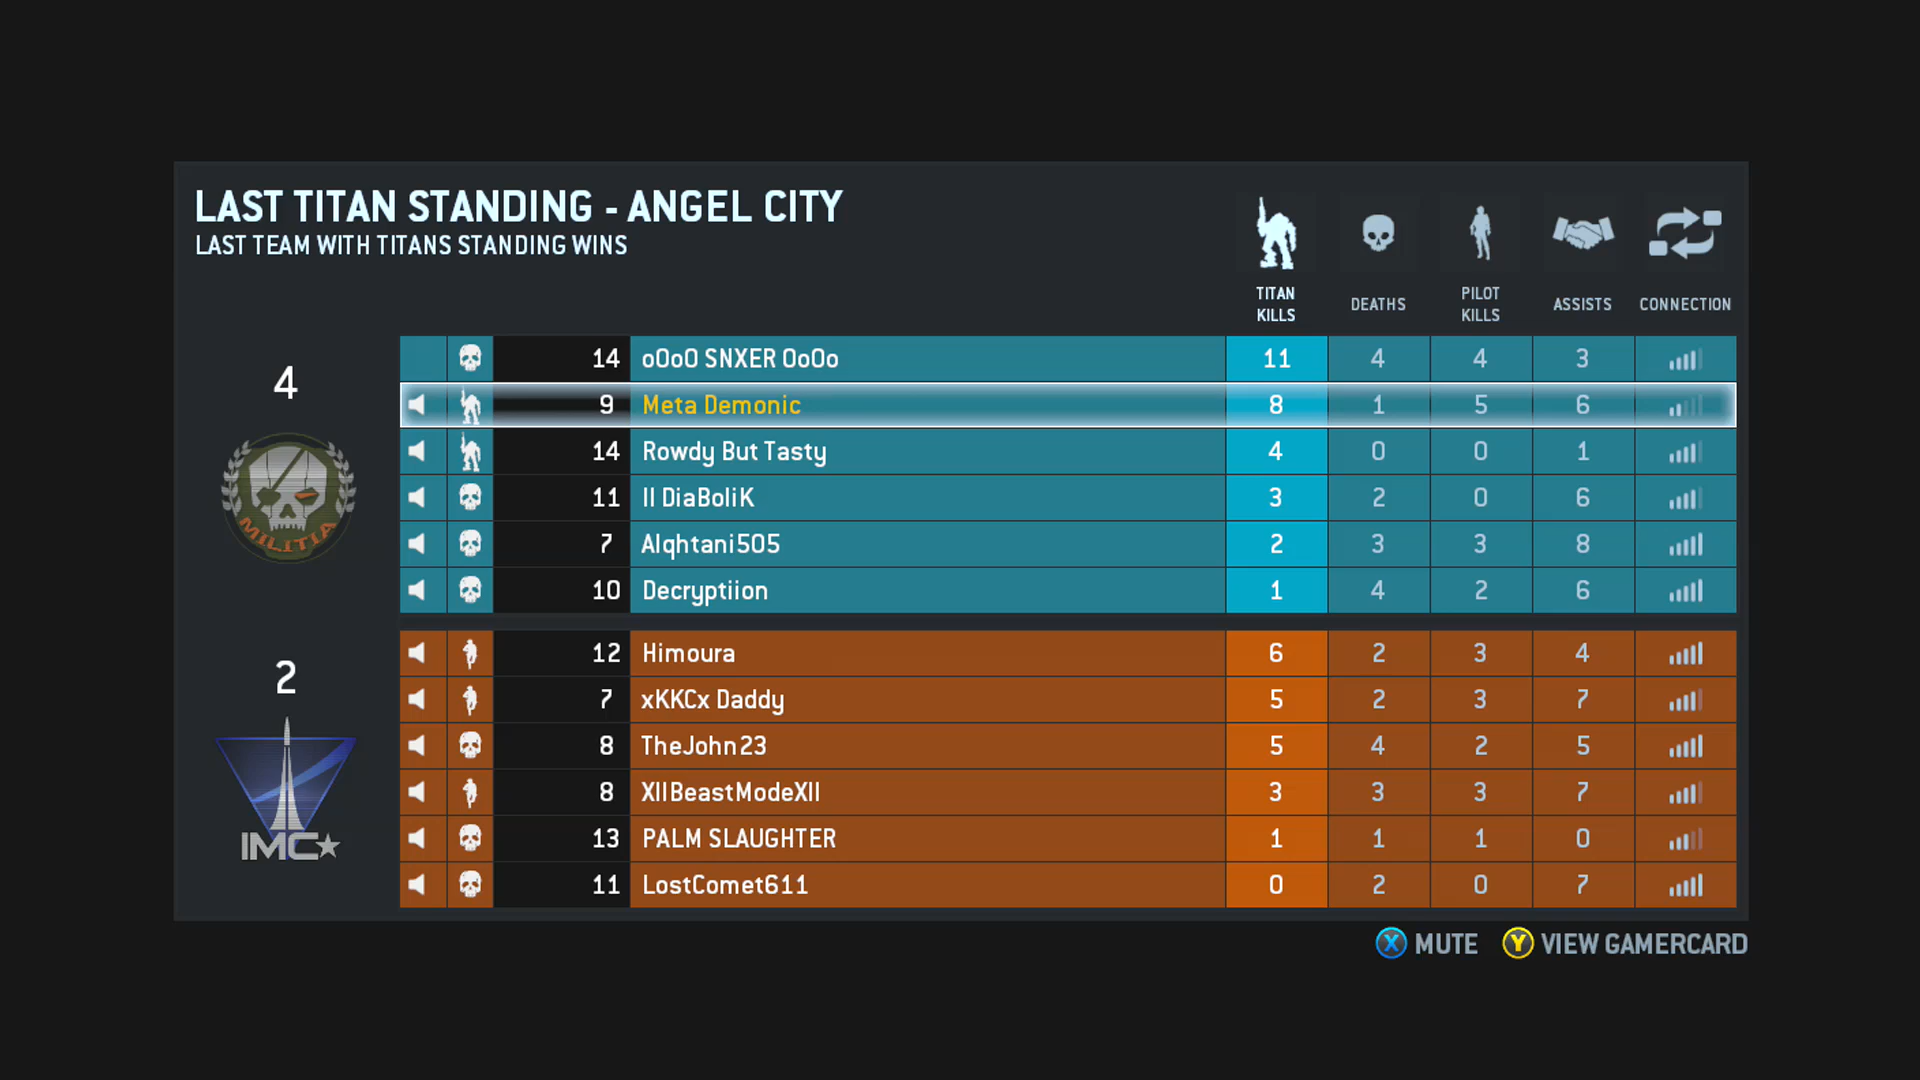 LAST TITAN STANDING - ANGEL CITY
LAST TEAM WITH TITANS STANDING WINS
TITAN KILLS DEATHS PILOT KILLS ASSISTS CONNECTION
4
MILITIA
14 oOoO SNXER OoOo 11 4 4 3
9 Meta Demonic 8 1 5 6
14 Rowdy But Tasty 4 0 0 1
11 II DiaBoliK 3 2 0 6
7 Alqhtani505 2 3 3 8
10 Decryptiion 1 4 2 6
2
IMC
12 Himoura 6 2 3 4
7 xKKCx Daddy 5 2 3 7
8 TheJohn23 5 4 2 5
8 XIIBeastModeXII 3 3 3 7
13 PALM SLAUGHTER 1 1 1 0
11 LostComet611 0 2 0 7
X MUTE Y VIEW GAMERCARD